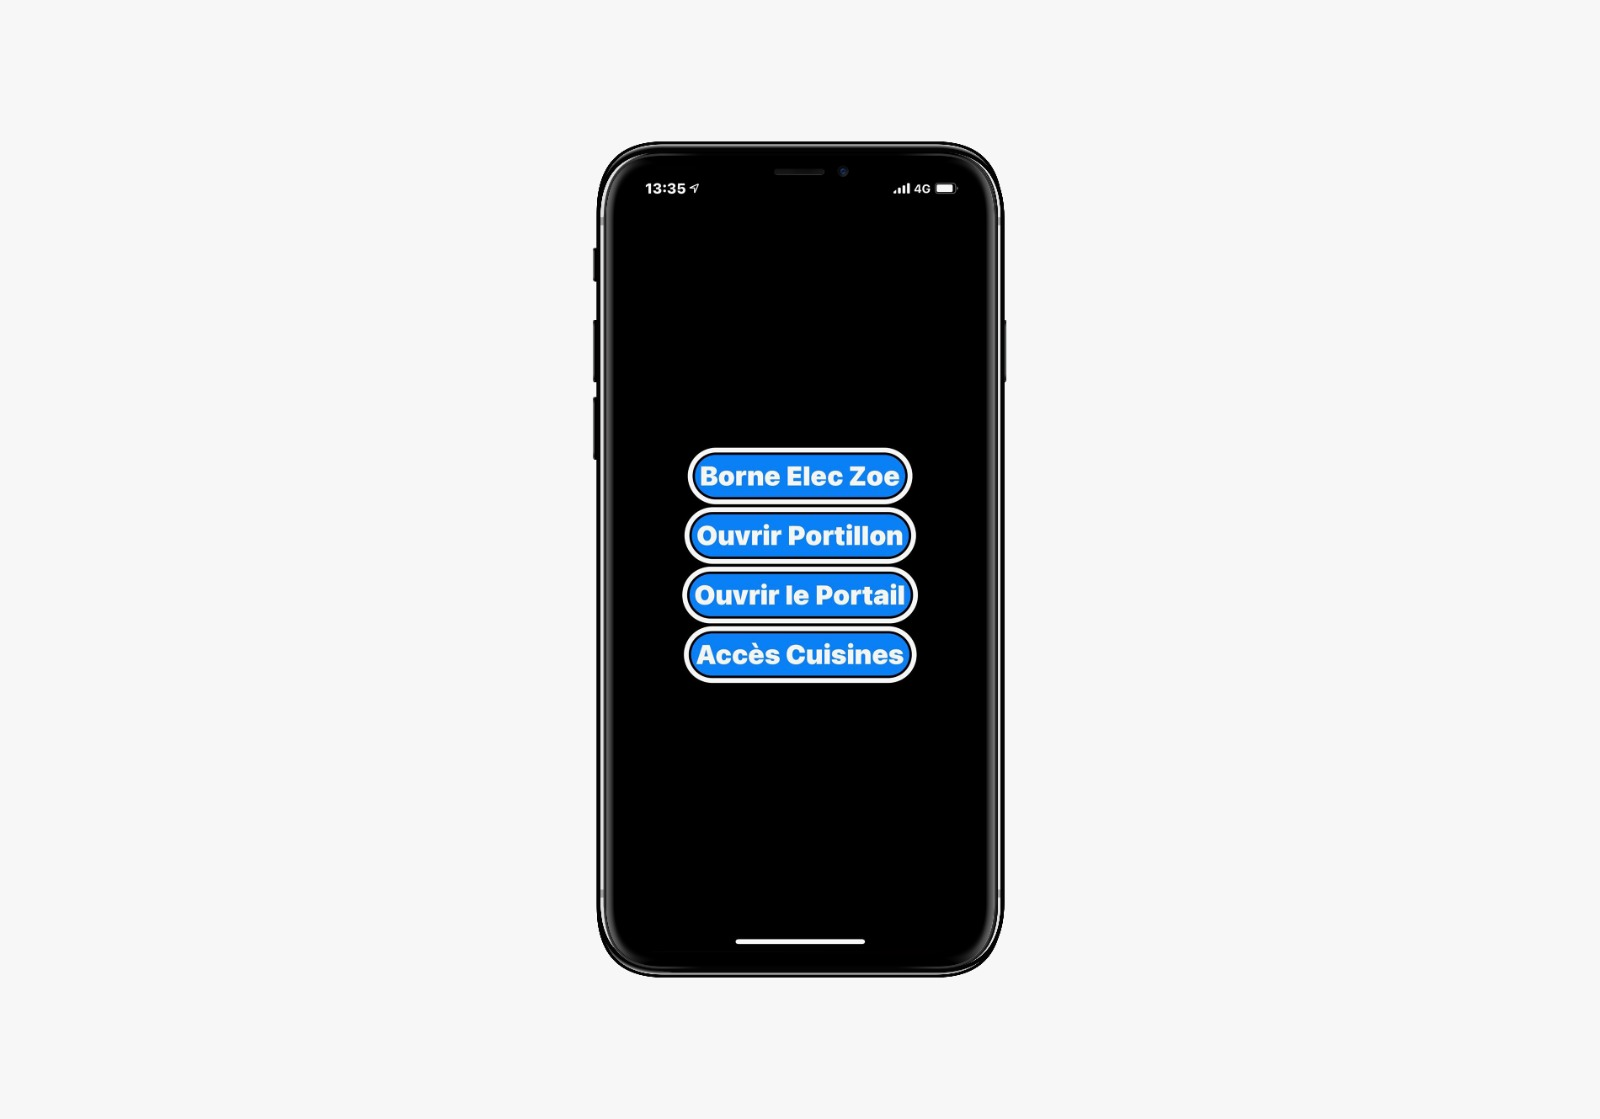 13:35
4G
Borne Elec Zoe
Ouvrir Portillon
Ouvrir le Portail
Accès Cuisines